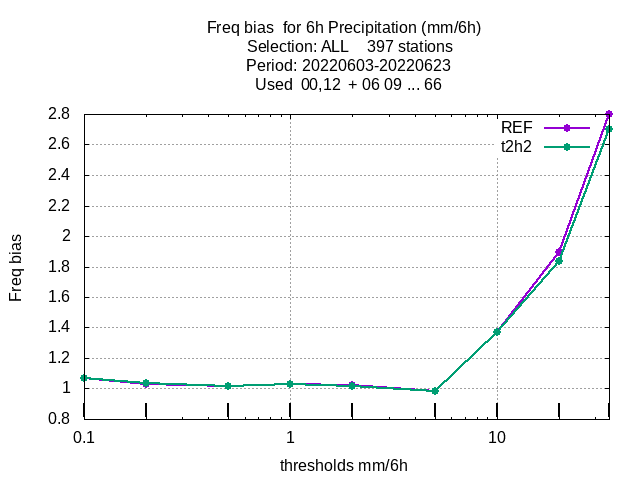 Freq bias  for 6h Precipitation (mm/6h)
Selection: ALL    397 stations
Period: 20220603-20220623
Used  00,12  + 06 09 ... 66
REF
t2h2
2.8
2.6
2.4
2.2
2
1.8
1.6
1.4
1.2
1
0.8
Freq bias
0.1 1 10
thresholds mm/6h